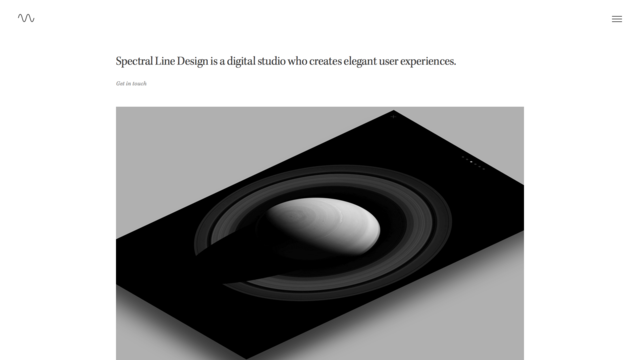 Spectral Line Design is a digital studio who creates elegant user experiences.
Get in touch